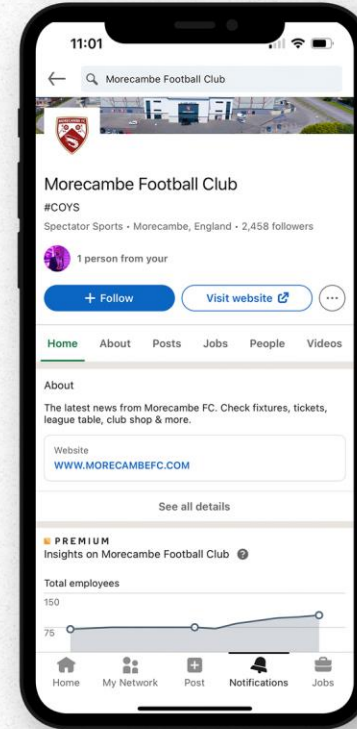 11:01
Morecambe Football Club
Morecambe Football Club
#COYS
Spectator Sports • Morecambe, England • 2,458 followers
1 person from your
+ Follow
Visit website
Home About Posts Jobs People Videos
About
The latest news from Morecambe FC. Check fixtures, tickets,
league table, club shop & more.
Website
WWW.MORECAMBEFC.COM
See all details
PREMIUM
Insights on Morecambe Football Club ?
Total employees
150
75
Home My Network Post Notifications Jobs